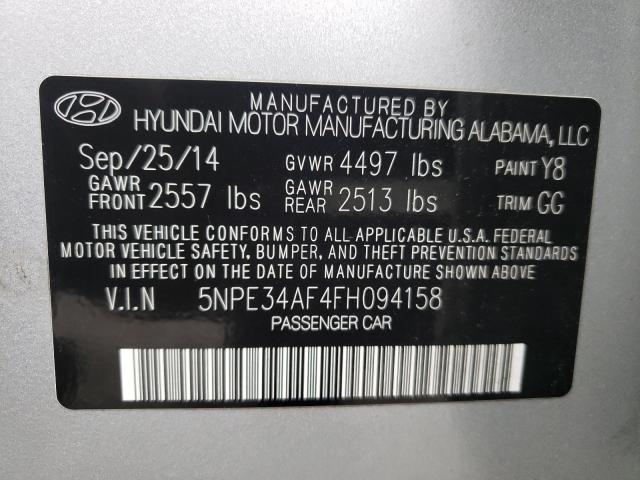 MANUFACTURED BY
HYUNDAI MOTOR MANUFACTURING ALABAMA, LLC
Sep/25/14 GVWR 4497 lbs PAINT Y8
GAWR FRONT 2557 lbs GAWR REAR 2513 lbs TRIM GG
THIS VEHICLE CONFORMS TO ALL APPLICABLE U.S.A. FEDERAL
MOTOR VEHICLE SAFETY, BUMPER, AND THEFT PREVENTION STANDARDS
IN EFFECT ON THE DATE OF MANUFACTURE SHOWN ABOVE.
V.I.N 5NPE34AF4FH094158
PASSENGER CAR